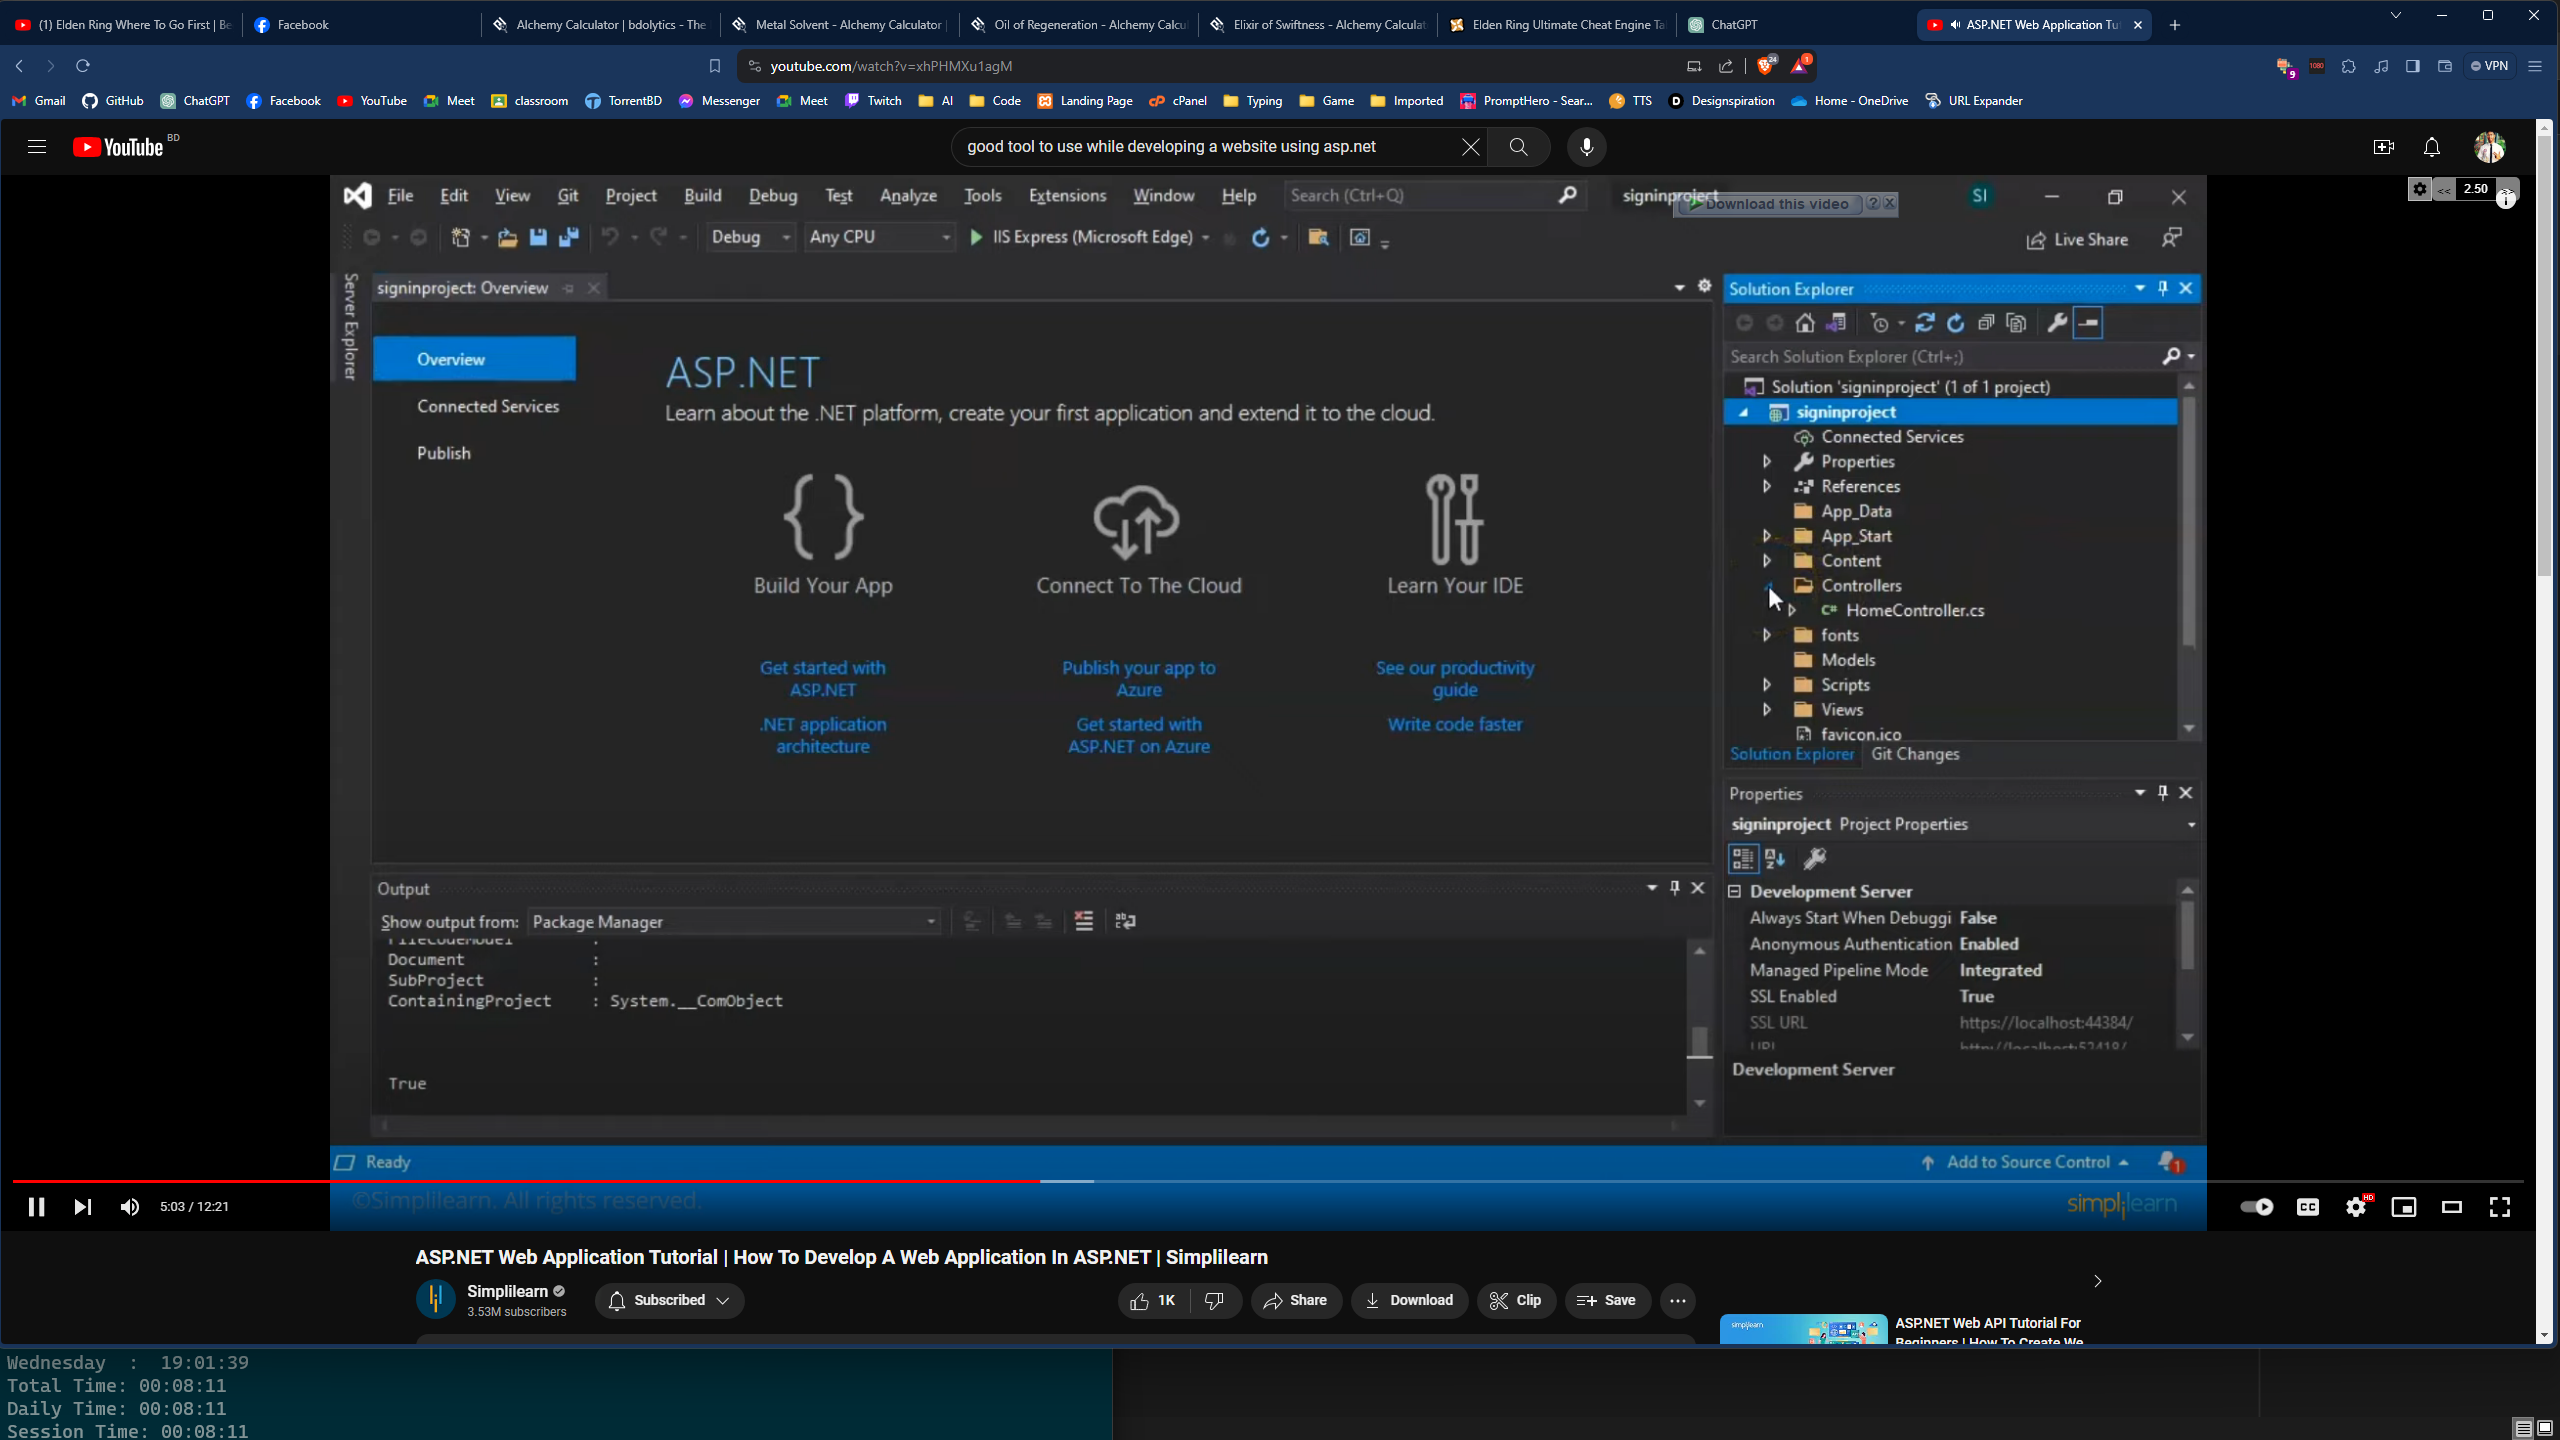 (1) Elden Ring Where To Go First | Be
Facebook
Alchemy Calculator | bdolytics - The
Metal Solvent - Alchemy Calculator
Oil of Regeneration - Alchemy Calcu
Elixir of Swiftness - Alchemy Calculat
Elden Ring Ultimate Cheat Engine Ta
ChatGPT
ASP.NET Web Application Tut
youtube.com/watch?v=xhPHMXu1agM
24
1
9
1080
VPN
Gmail
GitHub
ChatGPT
Facebook
YouTube
Meet
classroom
TorrentBD
Messenger
Meet
Twitch
AI
Code
Landing Page
cPanel
Typing
Game
Imported
PromptHero - Sear...
TTS
Designspiration
Home - OneDrive
URL Expander
YouTube BD
good tool to use while developing a website using asp.net
File Edit View Git Project Build Debug Test Analyze Tools Extensions Window Help
Search (Ctrl+Q)
signinproject
Download this video
SI
<< 2.50 >>
Debug
Any CPU
IIS Express (Microsoft Edge)
Live Share
Server Explorer
signinproject: Overview
Overview
Connected Services
Publish
ASP.NET
Learn about the .NET platform, create your first application and extend it to the cloud.
Build Your App
Connect To The Cloud
Learn Your IDE
Get started with
ASP.NET
.NET application
architecture
Publish your app to
Azure
Get started with
ASP.NET on Azure
See our productivity
guide
Write code faster
Solution Explorer
Search Solution Explorer (Ctrl+;)
Solution 'signinproject' (1 of 1 project)
signinproject
Connected Services
Properties
References
App_Data
App_Start
Content
Controllers
C# HomeController.cs
fonts
Models
Scripts
Views
favicon.ico
Solution Explorer
Git Changes
Properties
signinproject Project Properties
Development Server
Always Start When Debuggi False
Anonymous Authentication Enabled
Managed Pipeline Mode Integrated
SSL Enabled True
SSL URL https://localhost:44384/
URL http://localhost:52418/
Development Server
Output
Show output from: Package Manager
FileCodeModel :
Document :
SubProject :
ContainingProject : System.__ComObject
True
Ready
Add to Source Control
1
©Simplilearn. All rights reserved.
simplilearn
5:03 / 12:21
CC
HD
ASP.NET Web Application Tutorial | How To Develop A Web Application In ASP.NET | Simplilearn
Simplilearn
3.53M subscribers
Subscribed
1K
Share
Download
Clip
Save
simplilearn
ASP.NET Web API Tutorial For
Beginners | How To Create We
Wednesday : 19:01:39
Total Time: 00:08:11
Daily Time: 00:08:11
Session Time: 00:08:11